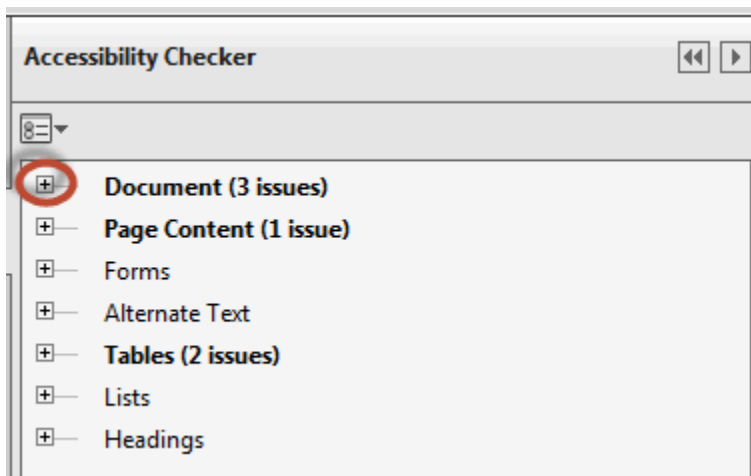 Accessibility Checker
Document (3 issues)
Page Content (1 issue)
Forms
Alternate Text
Tables (2 issues)
Lists
Headings